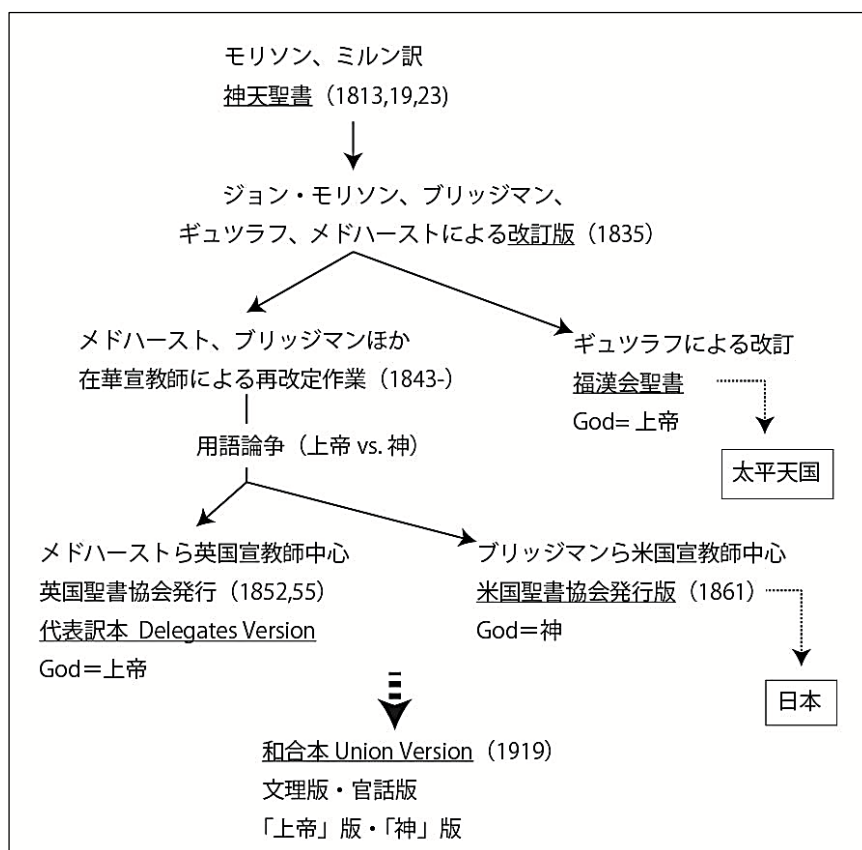 モリソン、ミルン訳
神天聖書（1813,19,23)
ジョン・モリソン、ブリッジマン、
ギュツラフ、メドハーストによる改訂版（1835）
メドハースト、ブリッジマンほか
在華宣教師による再改定作業（1843-）
ギュツラフによる改訂
福漢会聖書
God= 上帝
用語論争（上帝 vs. 神）
太平天国
メドハーストら英国宣教師中心
英国聖書協会発行（1852,55）
代表訳本 Delegates Version
God＝上帝
ブリッジマンら米国宣教師中心
米国聖書協会発行版（1861）
God＝神
日本
和合本 Union Version（1919）
文理版・官話版
「上帝」版・「神」版